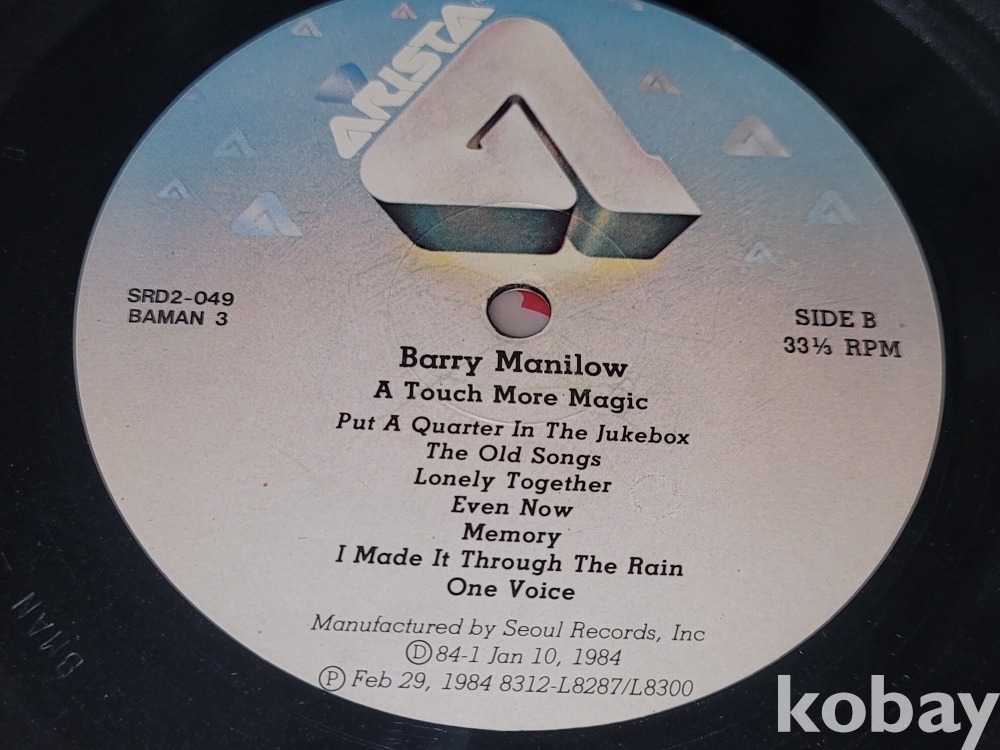 ARISTA
SRD2-049
BAMAN 3
SIDE B
33⅓ RPM
Barry Manilow
A Touch More Magic
Put A Quarter In The Jukebox
The Old Songs
Lonely Together
Even Now
Memory
I Made It Through The Rain
One Voice
Manufactured by Seoul Records, Inc
Ⓓ84-1 Jan 10, 1984
Ⓟ Feb 29, 1984 8312-L8287/L8300
BMAN
kobay